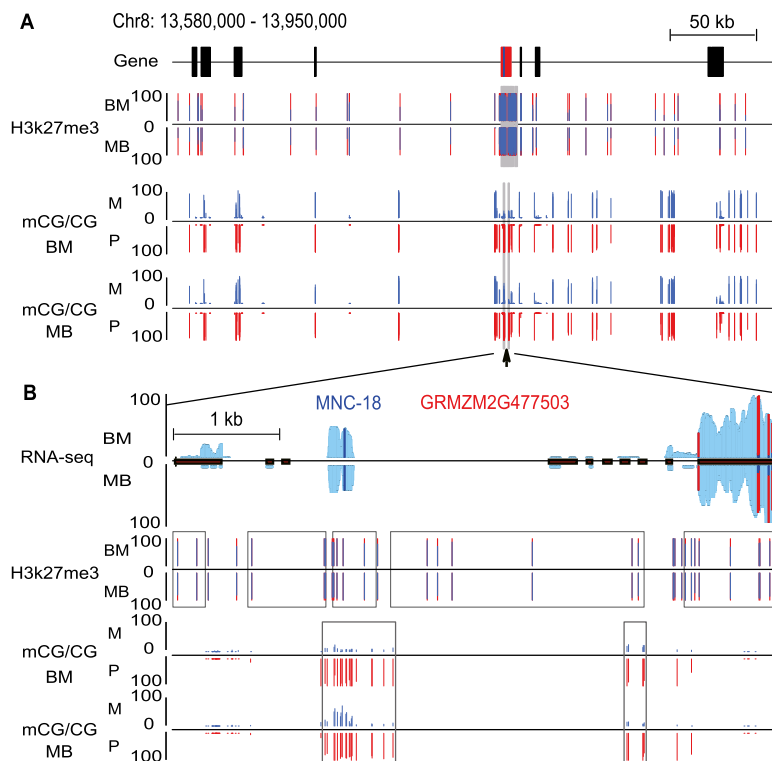 A
Chr8: 13,580,000 - 13,950,000
50 kb
Gene
H3k27me3
BM
MB
100
0
100
mCG/CG
BM
M
P
100
0
100
mCG/CG
MB
M
P
100
0
100
B
1 kb
MNC-18
GRMZM2G477503
RNA-seq
BM
MB
100
0
100
H3k27me3
BM
MB
100
0
100
mCG/CG
BM
M
P
100
0
100
mCG/CG
MB
M
P
100
0
100